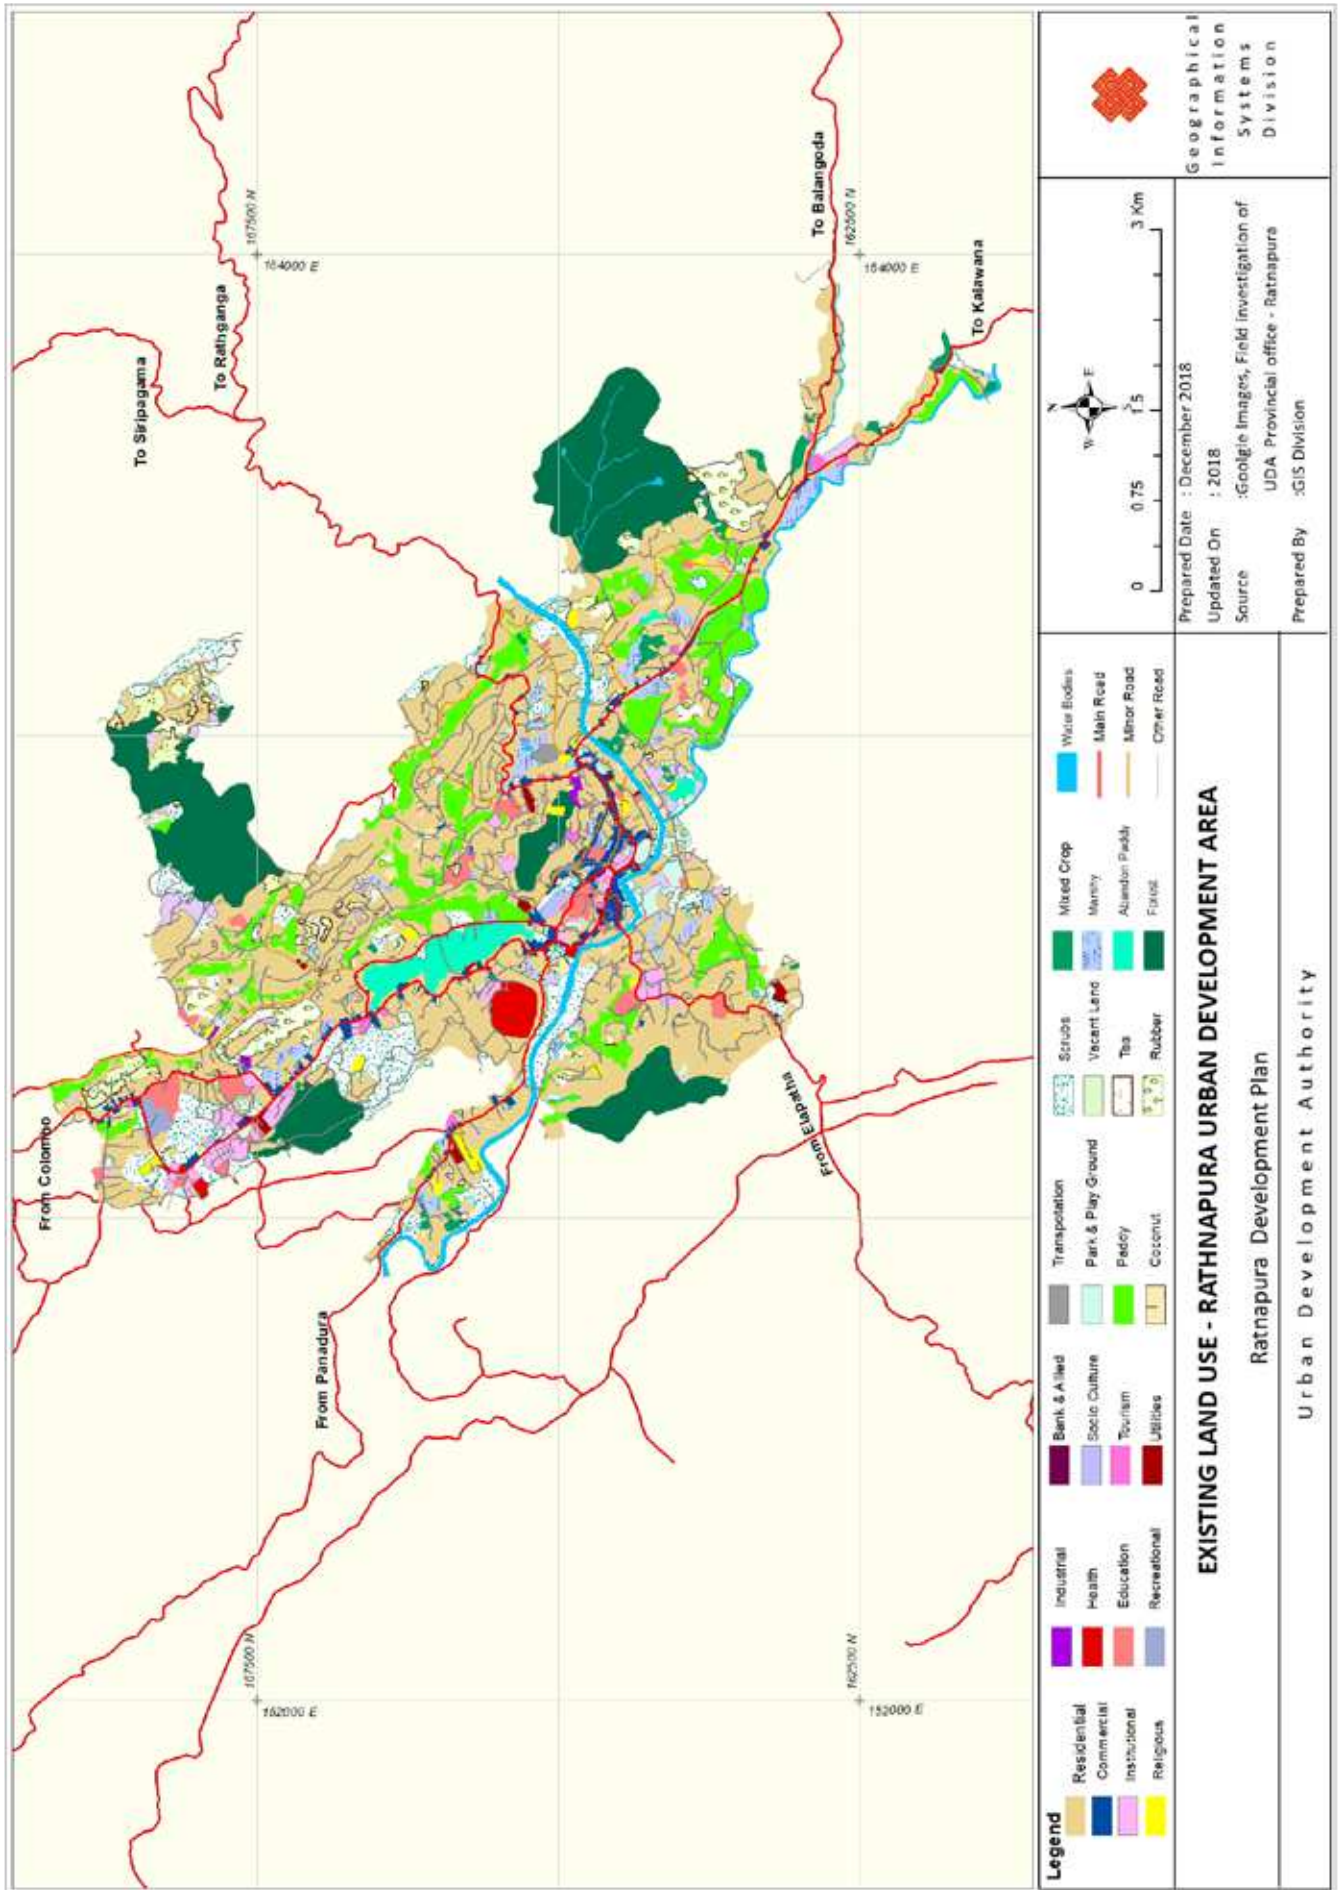 From Colombo
To Siripagama
To Rathganga
To Balangoda
To Kalawana
From Panadura
From Elapatha
167500 N
152000 E
162500 N
152000 E
167500 N
164000 E
162500 N
164000 E
Legend
Residential
Commercial
Institutional
Religious
Industrial
Health
Education
Recreational
Bank & Allied
Socio Culture
Tourism
Utilities
Transpotation
Park & Play Ground
Paddy
Coconut
Scrubs
Vacant Land
Tea
Rubber
Mixed Crop
Marshy
Abandon Paddy
Forest
Water Bodies
Main Road
Minor Road
Other Road
EXISTING LAND USE - RATHNAPURA URBAN DEVELOPMENT AREA
Ratnapura Development Plan
Urban Development Authority
N
W E
S
0 0.75 1.5 3 Km
Prepared Date : December 2018
Updated On : 2018
Source :Goolgle Images, Field investigation of
UDA Provincial office - Ratnapura
Prepared By :GIS Division
Geographical
Information
Systems
Division